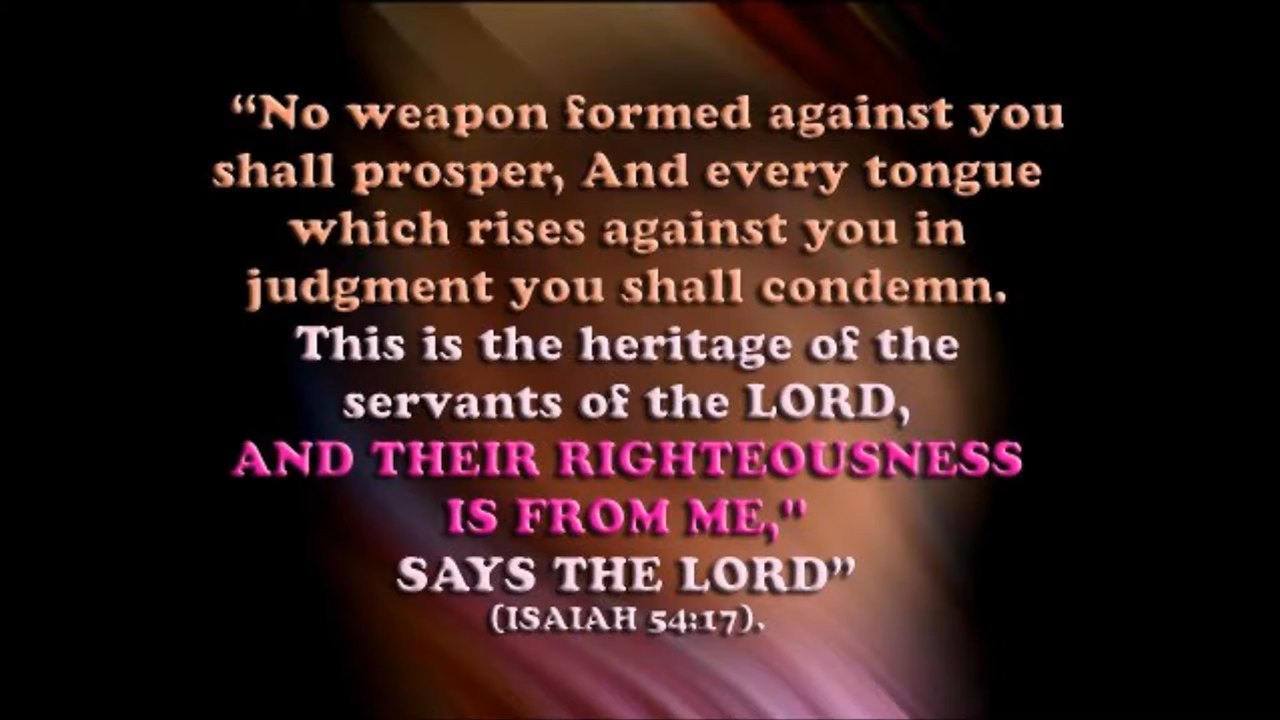 “No weapon formed against you
shall prosper, And every tongue
which rises against you in
judgment you shall condemn.
This is the heritage of the
servants of the LORD,
AND THEIR RIGHTEOUSNESS
IS FROM ME,"
SAYS THE LORD”
(ISAIAH 54:17).